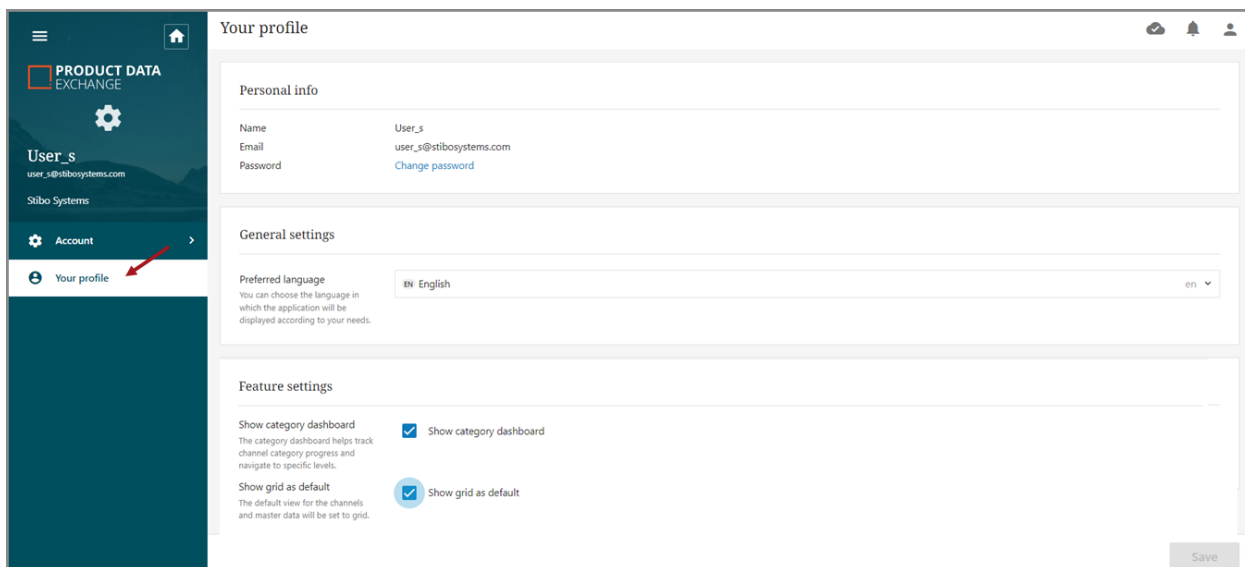 Your profile
PRODUCT DATA
EXCHANGE
User_s
user_s@stibosystems.com
Stibo Systems
Account
Your profile
Personal info
Name User_s
Email user_s@stibosystems.com
Password Change password
General settings
Preferred language
You can choose the language in
which the application will be
displayed according to your needs.
EN English en
Feature settings
Show category dashboard
The category dashboard helps track
channel category progress and
navigate to specific levels.
Show category dashboard
Show grid as default
The default view for the channels
and master data will be set to grid.
Show grid as default
Save